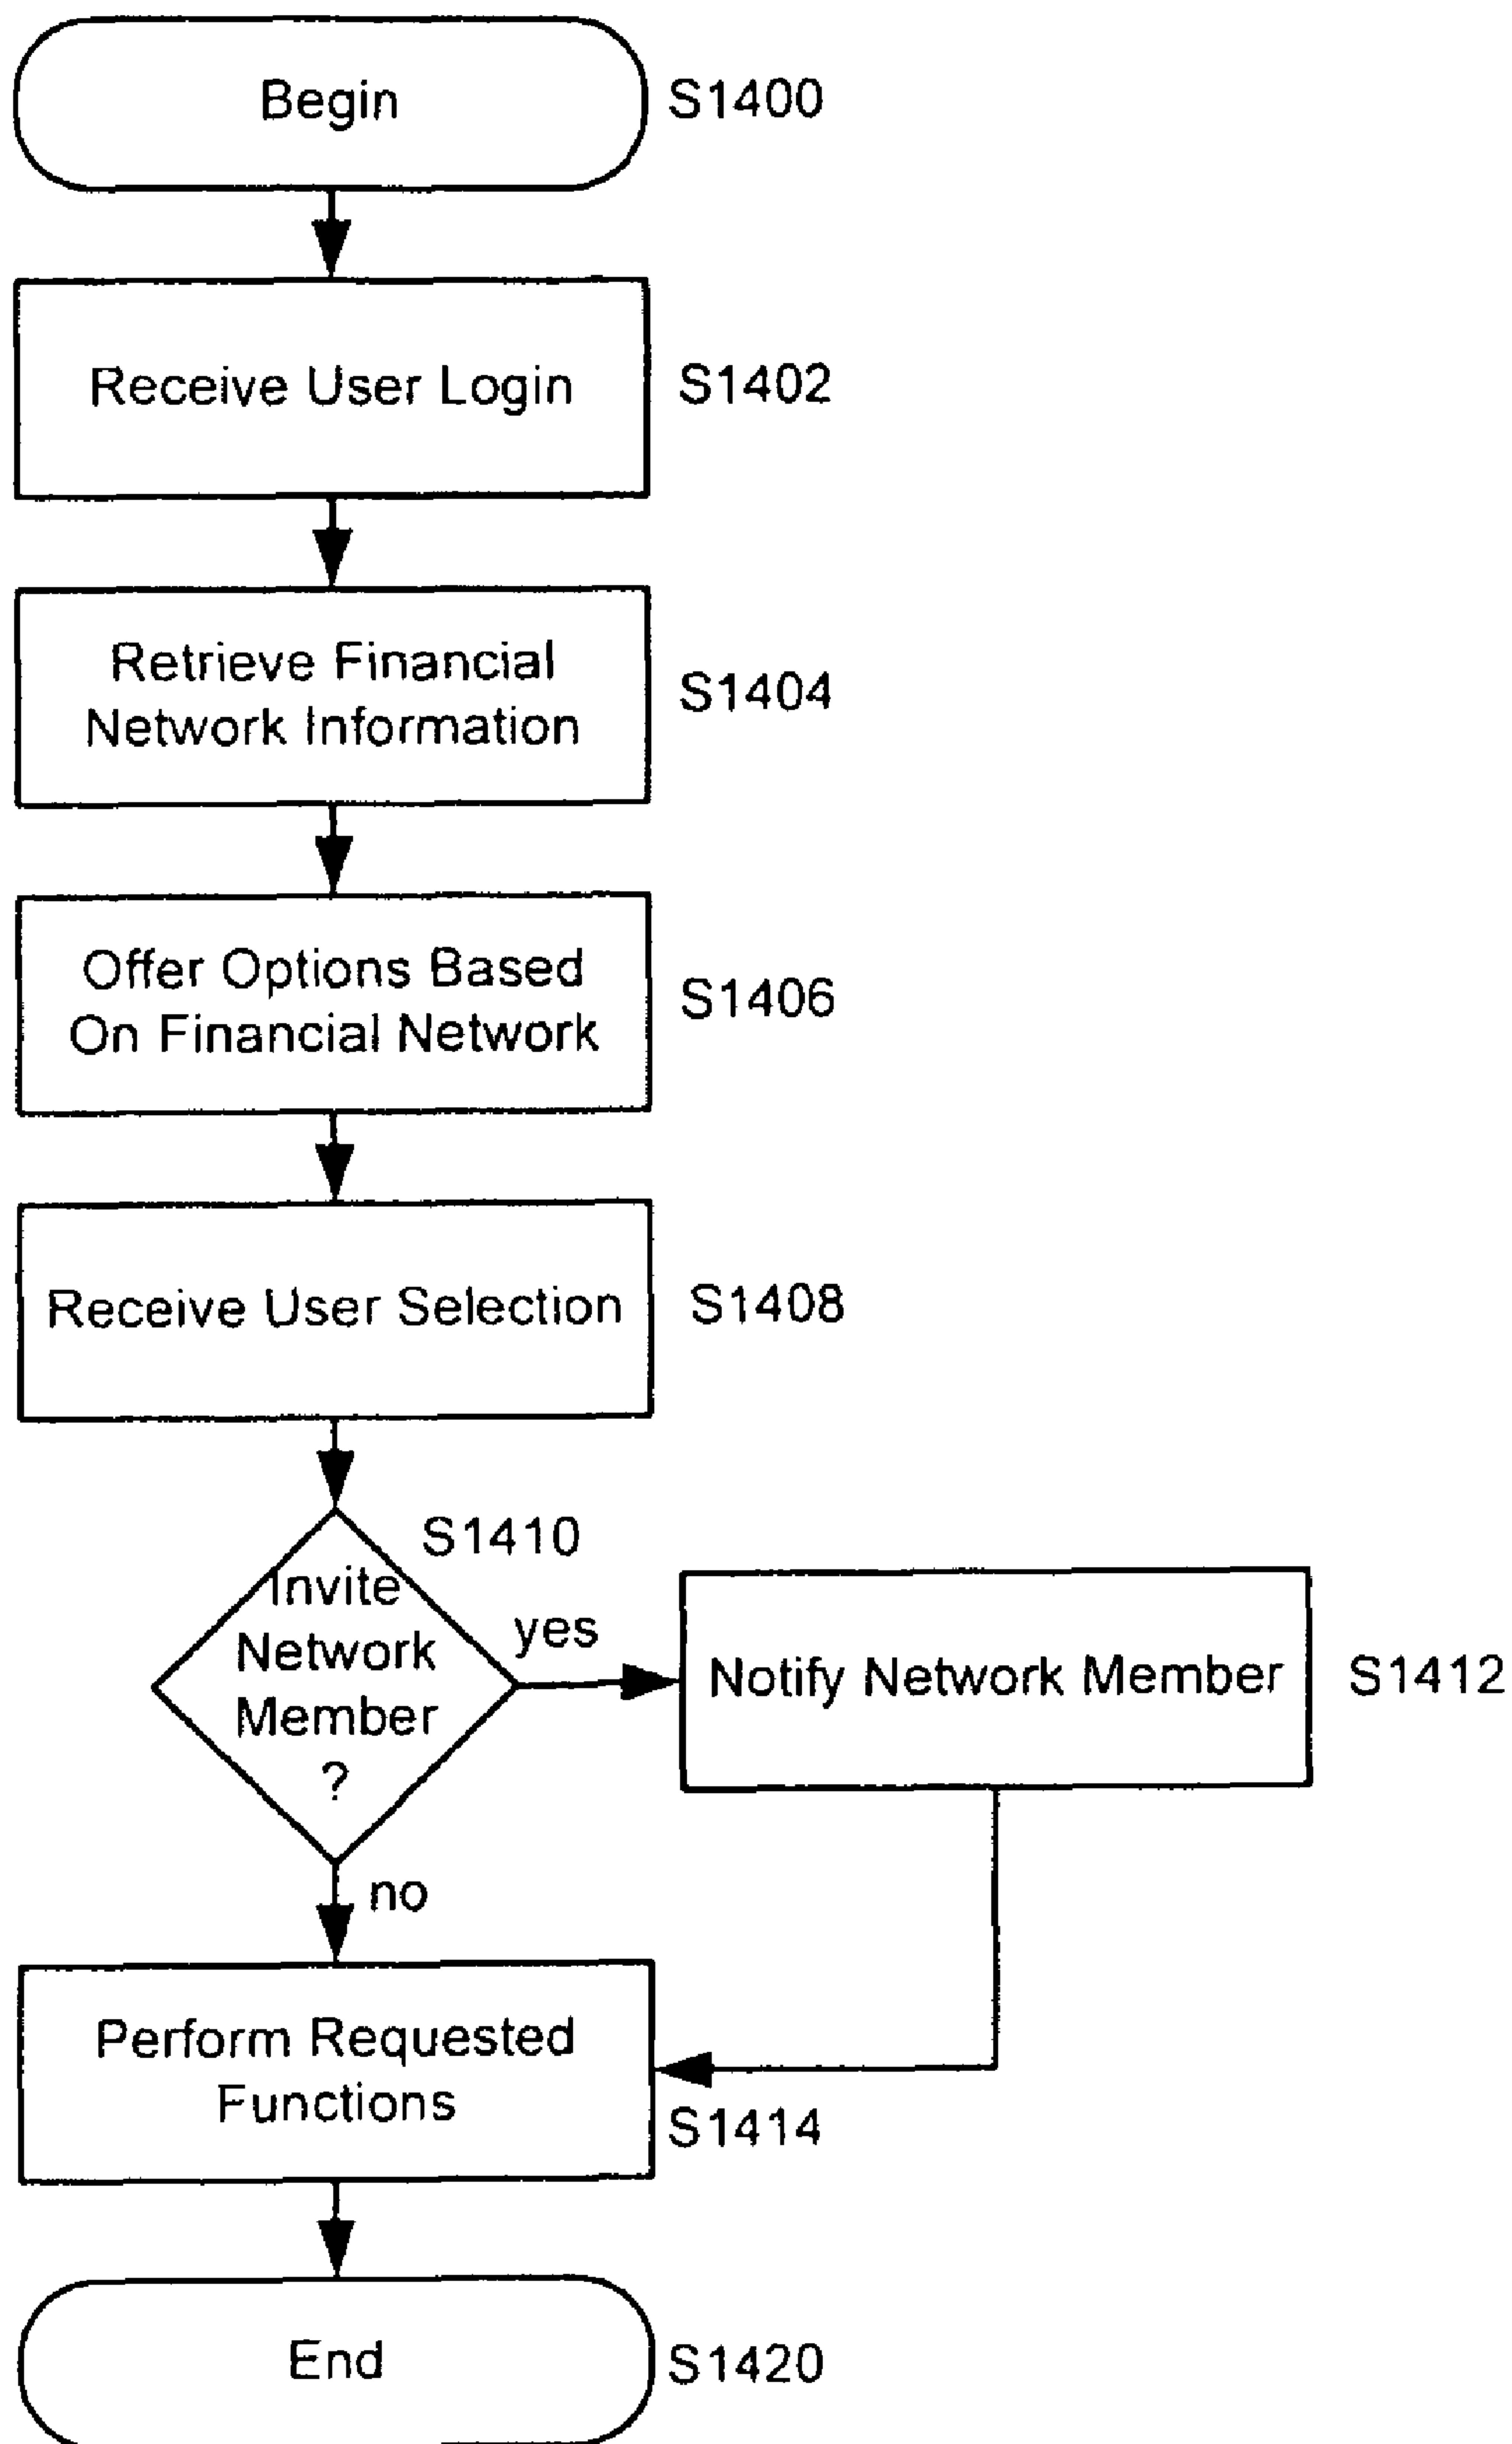 Begin
S1400
Receive User Login
S1402
Retrieve Financial
Network Information
S1404
Offer Options Based
On Financial Network
S1406
Receive User Selection
S1408
S1410
Invite
Network
Member
?
yes
Notify Network Member
S1412
no
Perform Requested
Functions
S1414
End
S1420